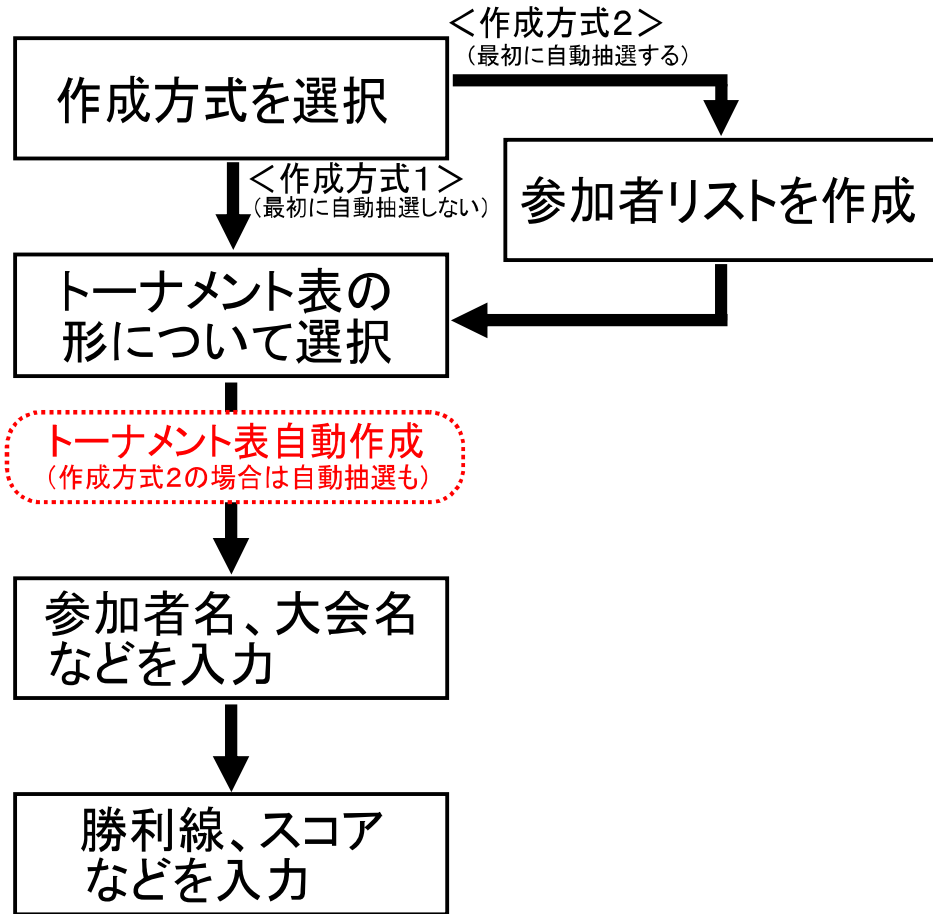 ＜作成方式２＞
（最初に自動抽選する）
作成方式を選択
＜作成方式１＞
（最初に自動抽選しない）
参加者リストを作成
トーナメント表の
形について選択
トーナメント表自動作成
（作成方式２の場合は自動抽選も）
参加者名、大会名
などを入力
勝利線、スコア
などを入力